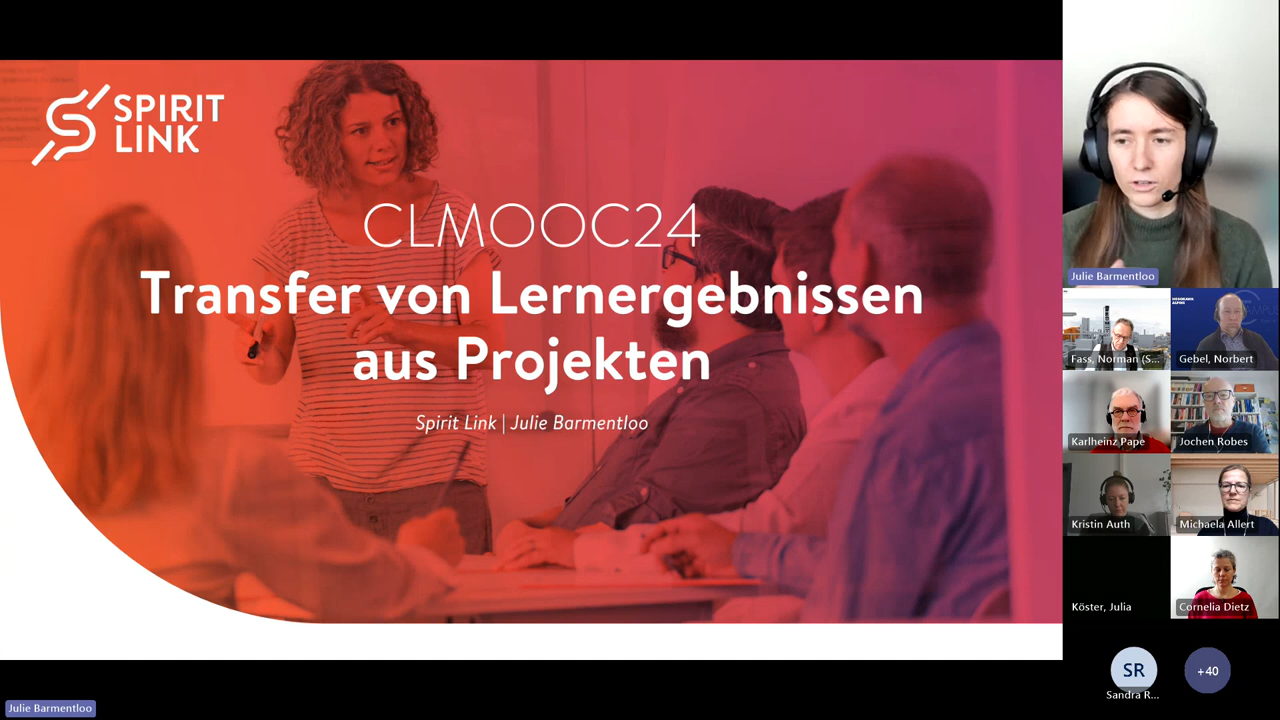 SPIRIT
LINK
CLMOOC24
Transfer von Lernergebnissen
aus Projekten
Spirit Link | Julie Barmentloo
Julie Barmentloo
Julie Barmentloo
Fass, Norman (S...
Gebel, Norbert
Karlheinz Pape
Jochen Robes
Kristin Auth
Michaela Allert
Köster, Julia
Cornelia Dietz
SR
Sandra R...
+40